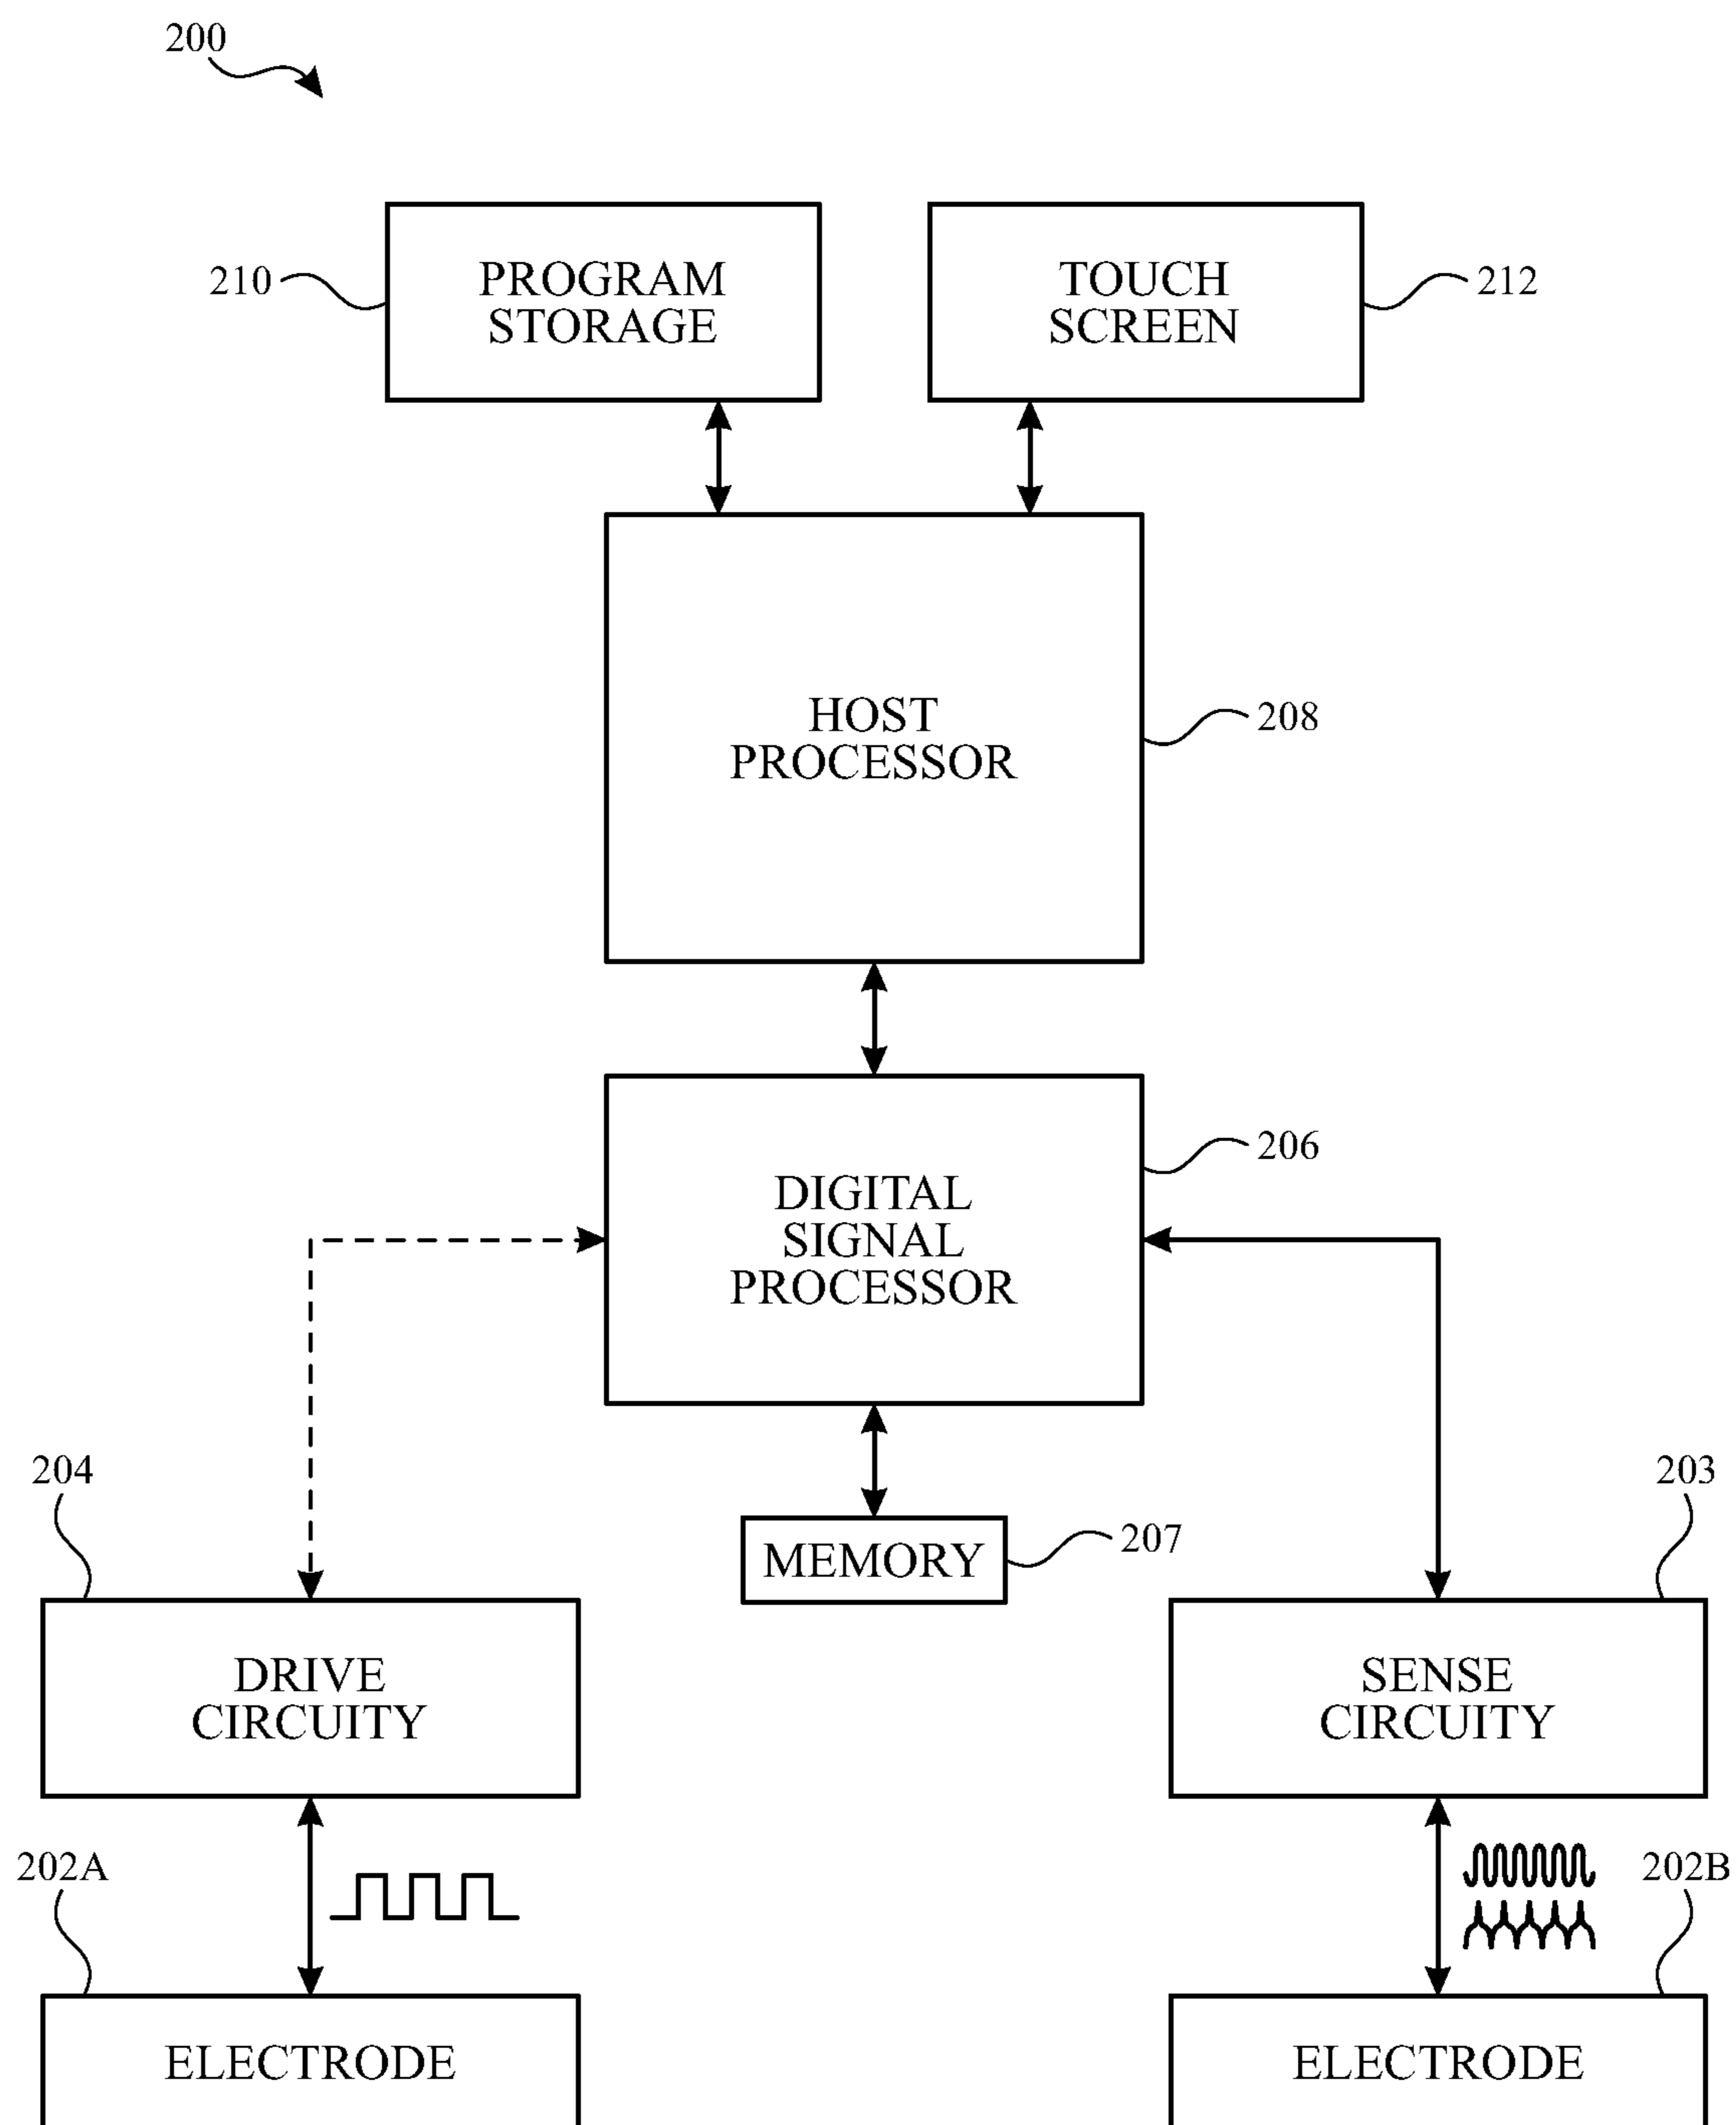 200
210
PROGRAM
STORAGE
TOUCH
SCREEN
212
HOST
PROCESSOR
208
206
DIGITAL
SIGNAL
PROCESSOR
204
203
207
MEMORY
DRIVE
CIRCUITY
SENSE
CIRCUITY
202A
202B
ELECTRODE
ELECTRODE